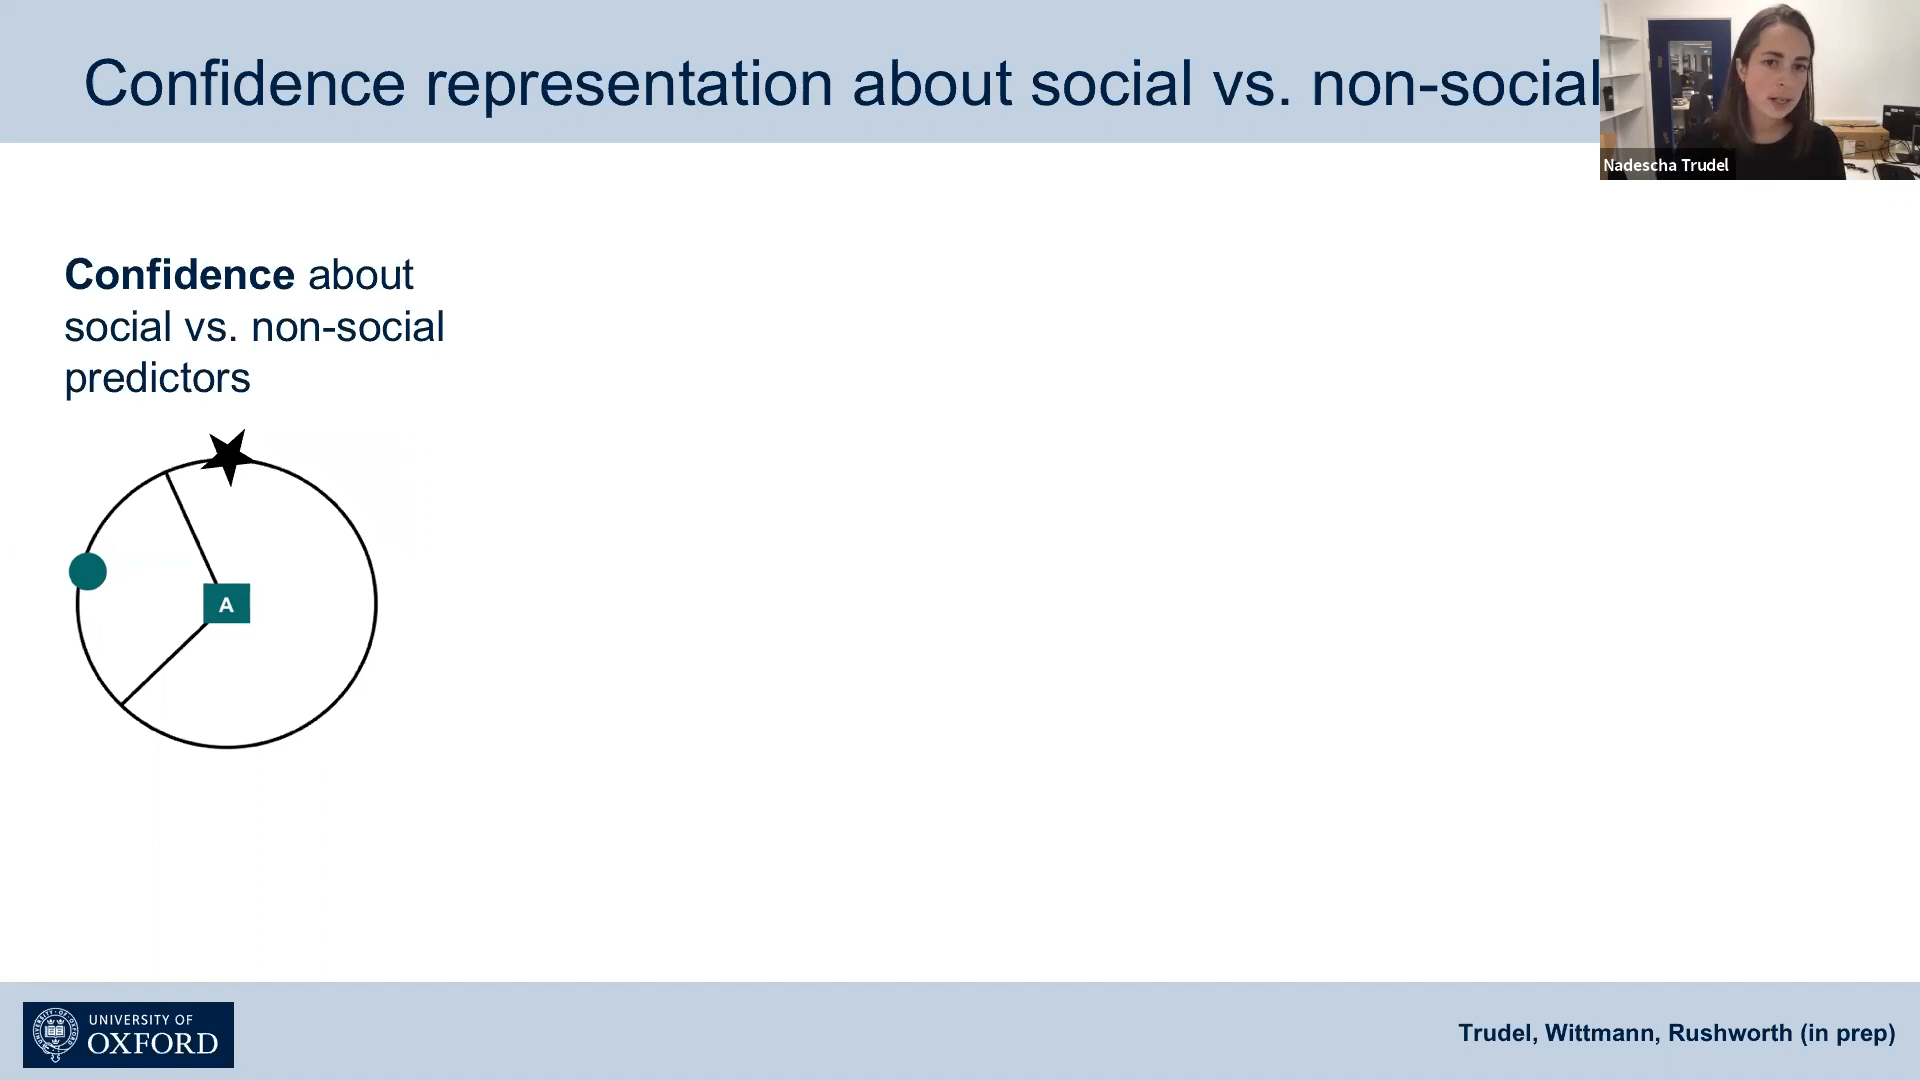 Confidence representation about social vs. non-social
Nadescha Trudel
Confidence about
social vs. non-social
predictors
A
UNIVERSITY OF
OXFORD
Trudel, Wittmann, Rushworth (in prep)